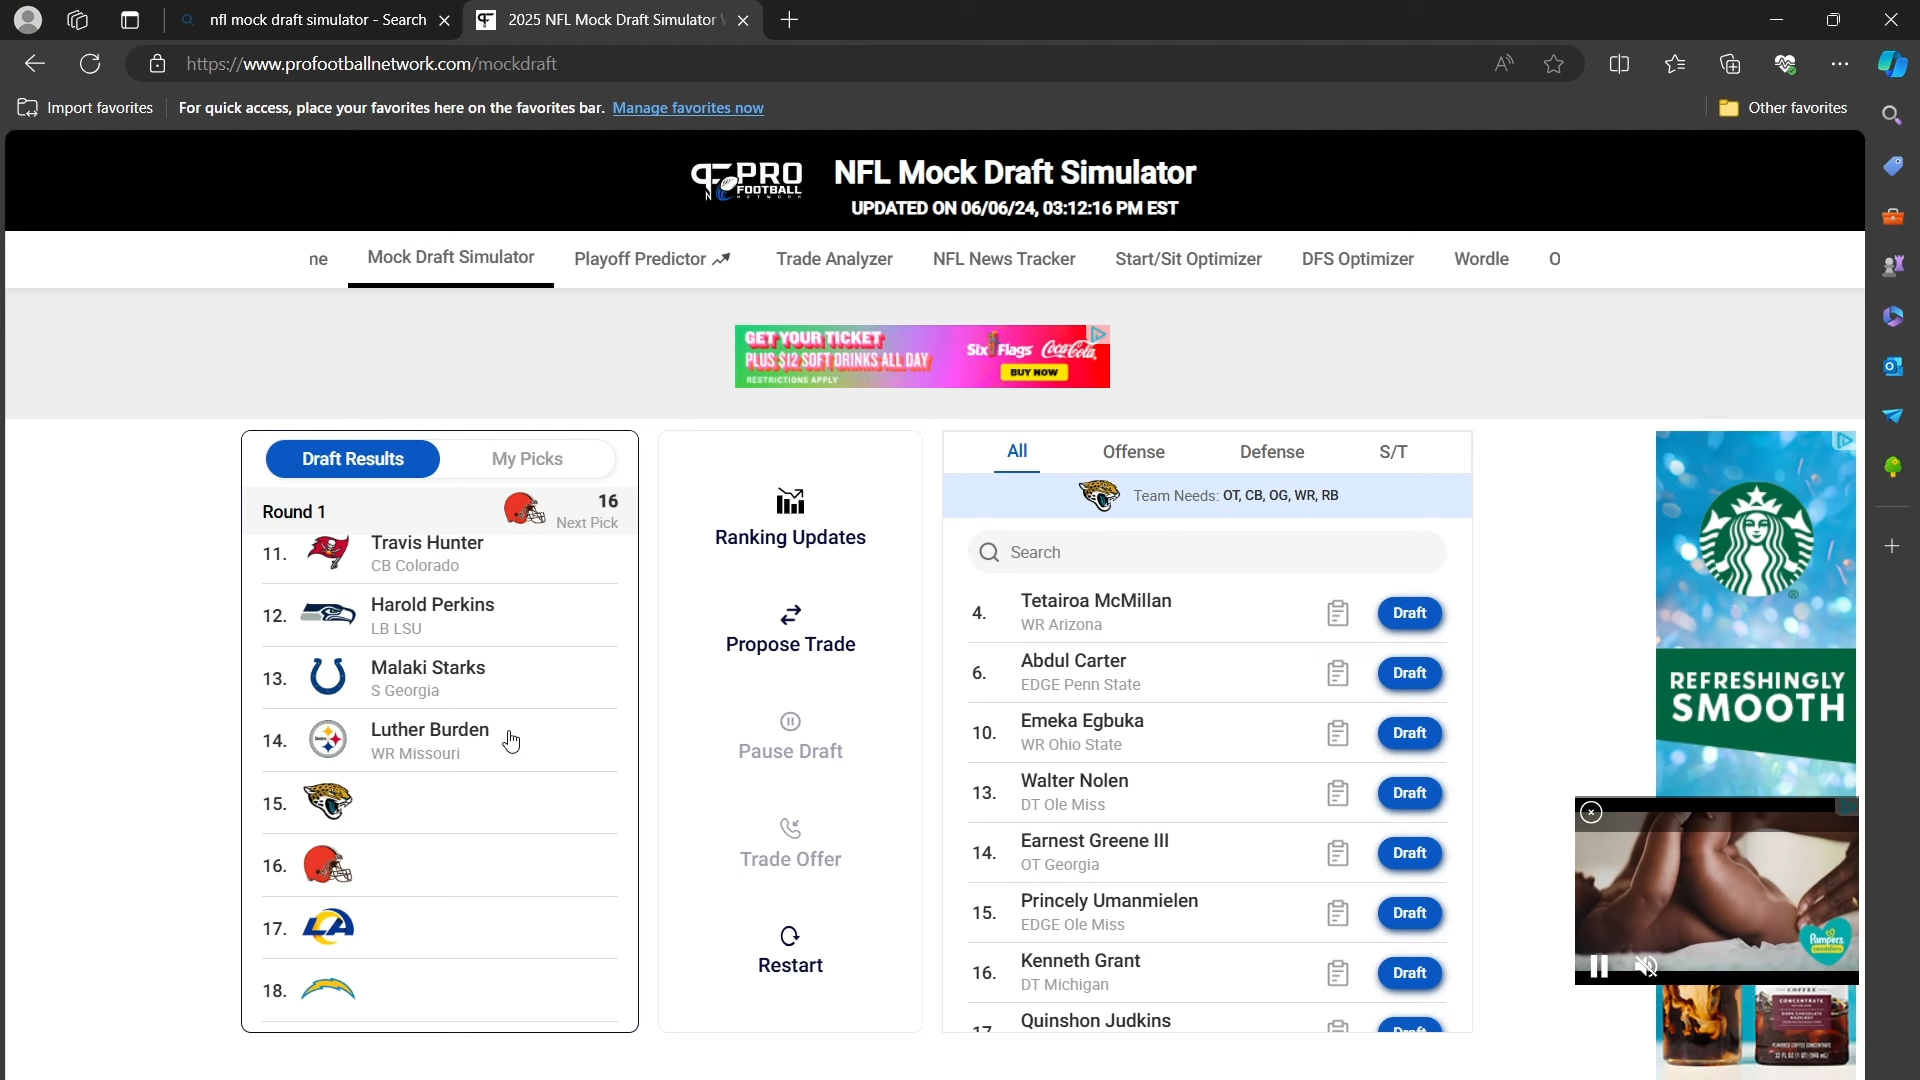 nfl mock draft simulator - Search
2025 NFL Mock Draft Simulator
https://www.profootballnetwork.com/mockdraft
Import favorites
For quick access, place your favorites here on the favorites bar. Manage favorites now
Other favorites
PRO
FOOTBALL
NETWORK
NFL Mock Draft Simulator
UPDATED ON 06/06/24, 03:12:16 PM EST
ne
Mock Draft Simulator
Playoff Predictor
Trade Analyzer
NFL News Tracker
Start/Sit Optimizer
DFS Optimizer
Wordle
O
GET YOUR TICKET
PLUS $12 SOFT DRINKS ALL DAY
RESTRICTIONS APPLY
Six Flags
Coca-Cola
BUY NOW
Draft Results
My Picks
Round 1
16
Next Pick
11. Travis Hunter
CB Colorado
12. Harold Perkins
LB LSU
13. Malaki Starks
S Georgia
14. Luther Burden
WR Missouri
15.
16.
17.
18.
Ranking Updates
Propose Trade
Pause Draft
Trade Offer
Restart
All
Offense
Defense
S/T
Team Needs: OT, CB, OG, WR, RB
Search
4. Tetairoa McMillan
WR Arizona
Draft
6. Abdul Carter
EDGE Penn State
Draft
10. Emeka Egbuka
WR Ohio State
Draft
13. Walter Nolen
DT Ole Miss
Draft
14. Earnest Greene III
OT Georgia
Draft
15. Princely Umanmielen
EDGE Ole Miss
Draft
16. Kenneth Grant
DT Michigan
Draft
17. Quinshon Judkins
Draft
REFRESHINGLY
SMOOTH
Pampers
COFFEE
CONCENTRATE